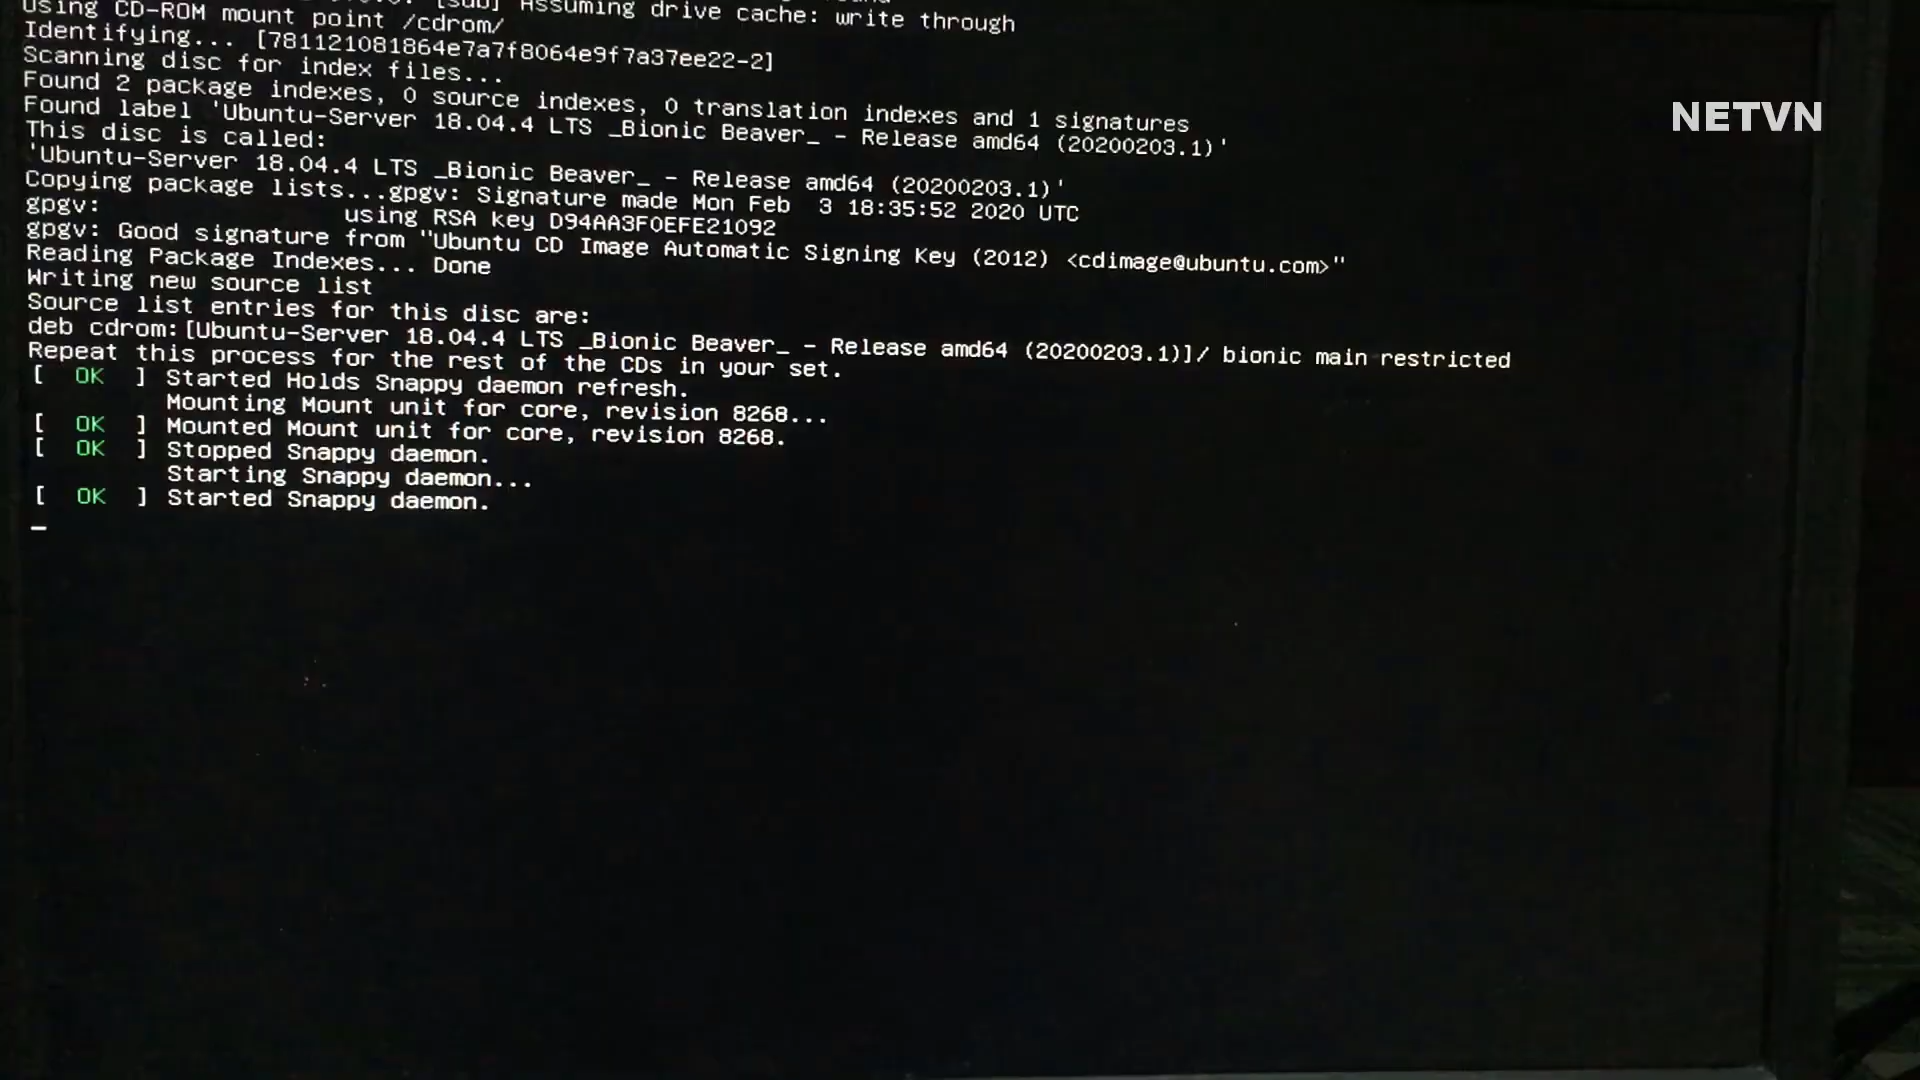 [sdb] Assuming drive cache: write through
Using CD-ROM mount point /cdrom/
Identifying... [781121081864e7a7f8064e9f7a37ee22-2]
Scanning disc for index files...
Found 2 package indexes, 0 source indexes, 0 translation indexes and 1 signatures
Found label 'Ubuntu-Server 18.04.4 LTS _Bionic Beaver_ - Release amd64 (20200203.1)'
This disc is called:
'Ubuntu-Server 18.04.4 LTS _Bionic Beaver_ - Release amd64 (20200203.1)'
Copying package lists...gpgv: Signature made Mon Feb  3 18:35:52 2020 UTC
gpgv:                using RSA key D94AA3F0EFE21092
gpgv: Good signature from "Ubuntu CD Image Automatic Signing Key (2012) <cdimage@ubuntu.com>"
Reading Package Indexes... Done
Writing new source list
Source list entries for this disc are:
deb cdrom:[Ubuntu-Server 18.04.4 LTS _Bionic Beaver_ - Release amd64 (20200203.1)]/ bionic main restricted
Repeat this process for the rest of the CDs in your set.
[  OK  ] Started Holds Snappy daemon refresh.
         Mounting Mount unit for core, revision 8268...
[  OK  ] Mounted Mount unit for core, revision 8268.
[  OK  ] Stopped Snappy daemon.
         Starting Snappy daemon...
[  OK  ] Started Snappy daemon.
_
NETVN